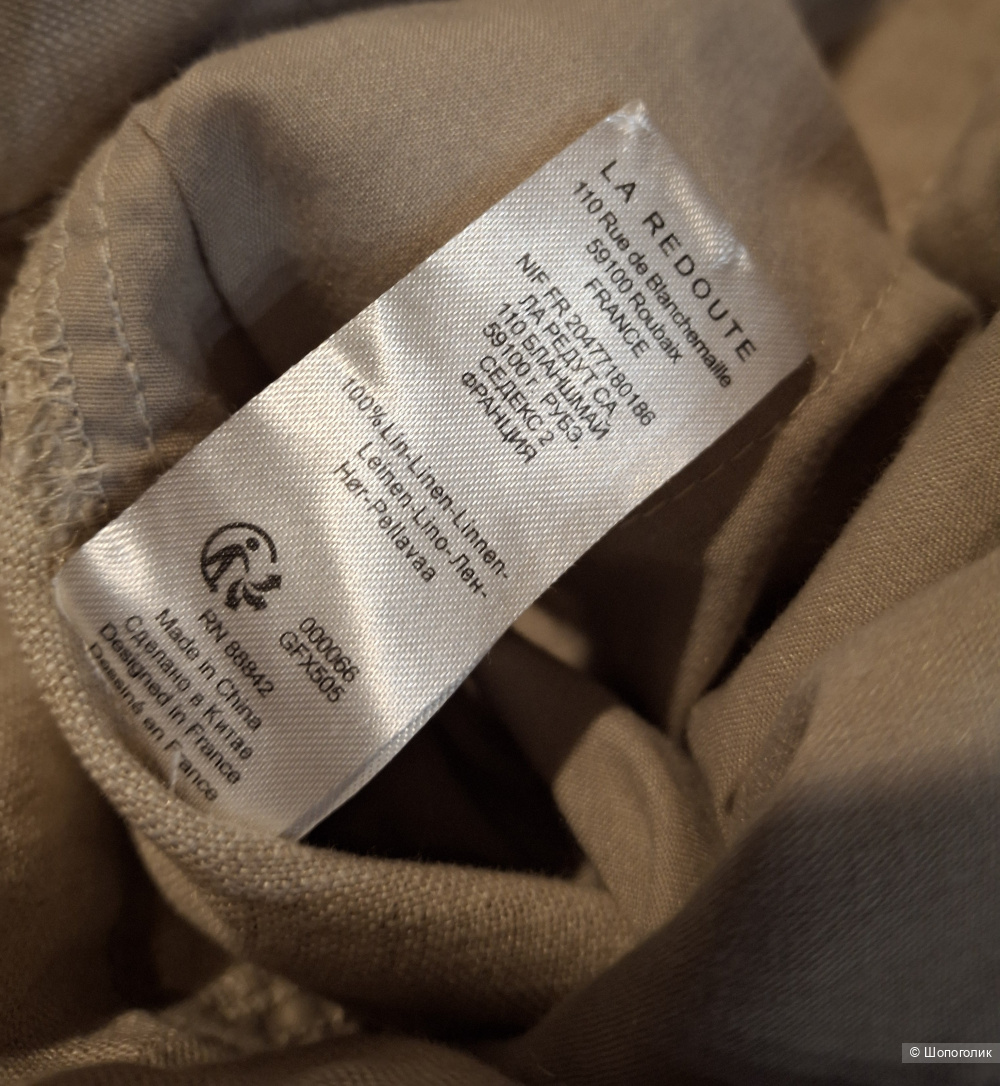 LA REDOUTE
110 Rue de Blanchemaille
59100 Roubaix
FRANCE
NIF FR 20477180186
ЛА РЕДУТ СА
110 БЛАНШМАЙ
59100 г. РУБЭ.
СЕДЕКС 2
ФРАНЦИЯ
100%Lin-Linen-Linnen-
Leinen-Lino-Лен-
Hør-Pellavaa
000066
GFX505
RN 88842
Made in China
Сделано в Китае
Designed in France
Dessiné en France
© Шопоголик